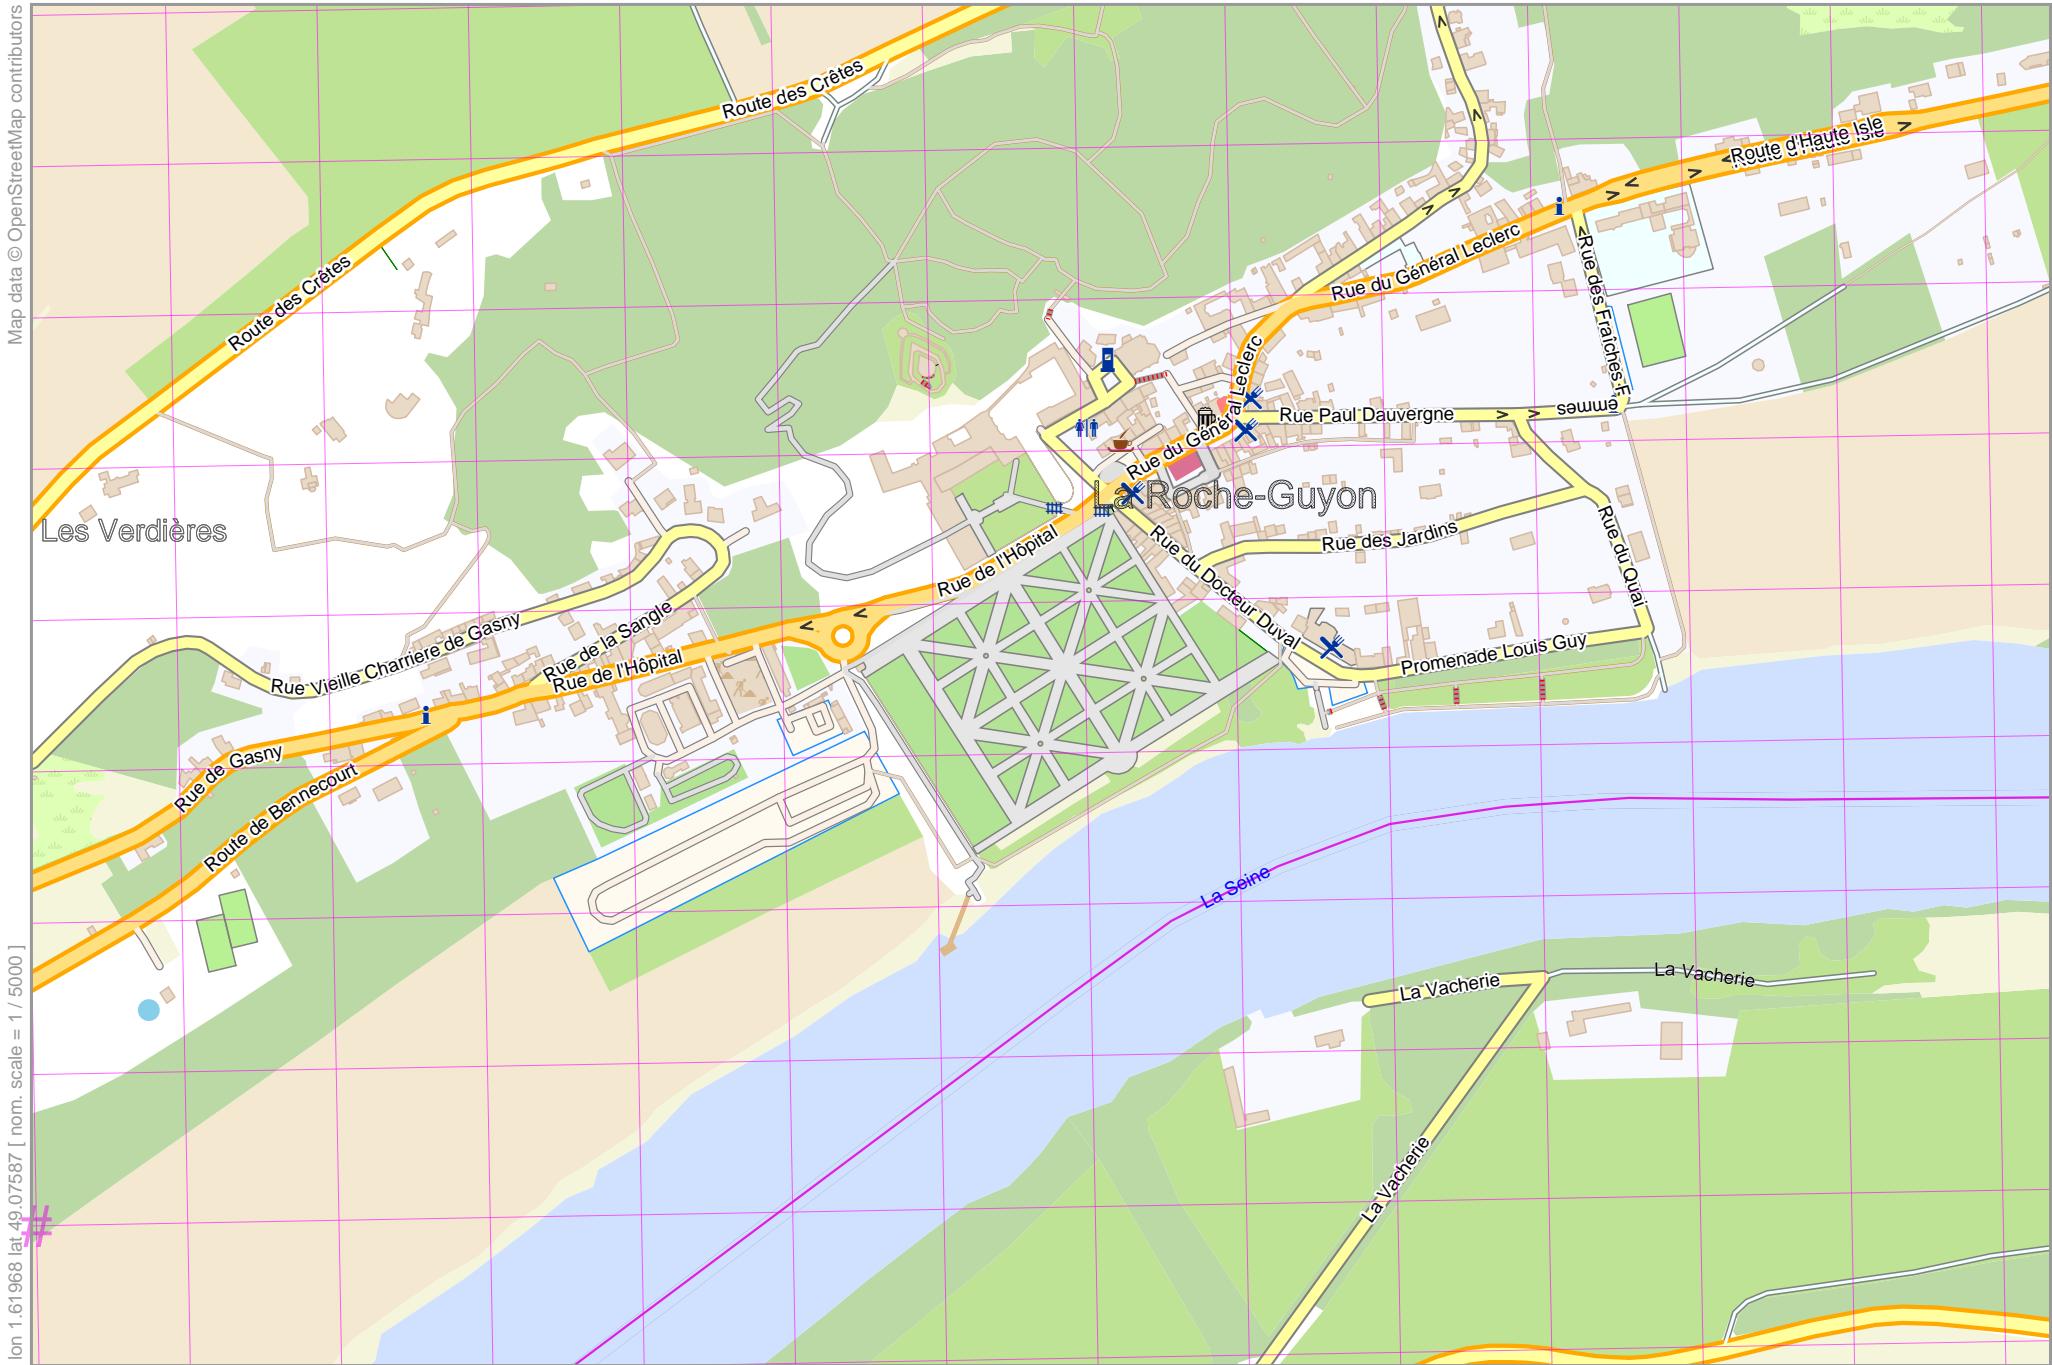 Map data © OpenStreetMap contributors
lon 1.61968 lat 49.07587 [ nom. scale = 1 / 5000 ]
#
Route des Crêtes
Route des Crêtes
Route d'Haute Isle
Route d'Haute Isle
Rue du Général Leclerc
Rue du Général Leclerc
Rue des Fraîches Femmes
Rue Paul Dauvergne
La Roche-Guyon
Les Verdières
Rue de l'Hôpital
Rue du Docteur Duval
Rue des Jardins
Rue du Quai
Promenade Louis Guy
Rue Vieille Charriere de Gasny
Rue de la Sangle
Rue de l'Hôpital
Rue de Gasny
Route de Bennecourt
La Seine
La Vacherie
La Vacherie
La Vacherie